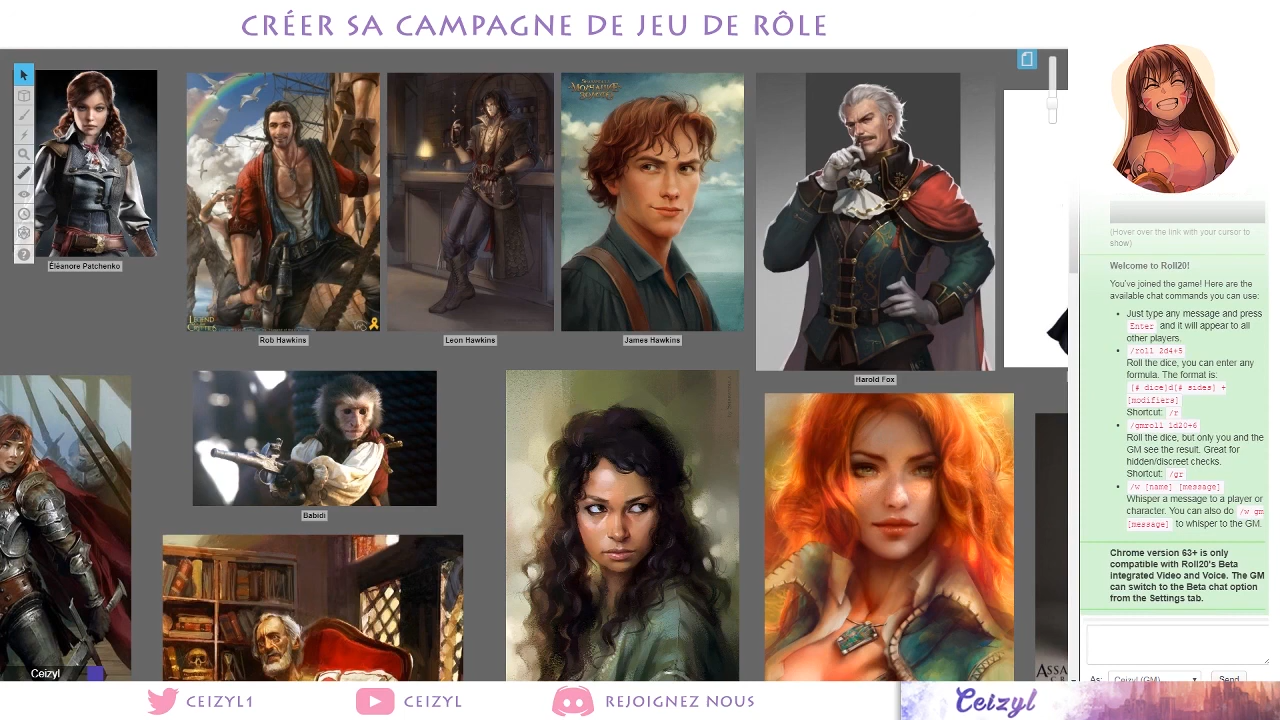 CRÉER SA CAMPAGNE DE JEU DE RÔLE
Éléanore Patchenko
Rob Hawkins
Leon Hawkins
James Hawkins
Harold Fox
Babidi
Ceizyl
(Hover over the link with your cursor to
show)
Welcome to Roll20!
You've joined the game! Here are the
available chat commands you can use:
Just type any message and press
Enter and it will appear to all
other players.
/roll 2d4+5
Roll the dice, you can enter any
formula. The format is:
[# dice]d[# sides] +
[modifiers]
Shortcut: /r
/gmroll 1d20+6
Roll the dice, but only you and the
GM see the result. Great for
hidden/discreet checks.
Shortcut: /gr
/w [name] [message]
Whisper a message to a player or
character. You can also do /w gm
[message] to whisper to the GM.
Chrome version 63+ is only
compatible with Roll20's Beta
integrated Video and Voice. The GM
can switch to the Beta chat option
from the Settings tab.
As: Ceizyl (GM) Send
CEIZYL1
CEIZYL
REJOIGNEZ NOUS
Ceizyl